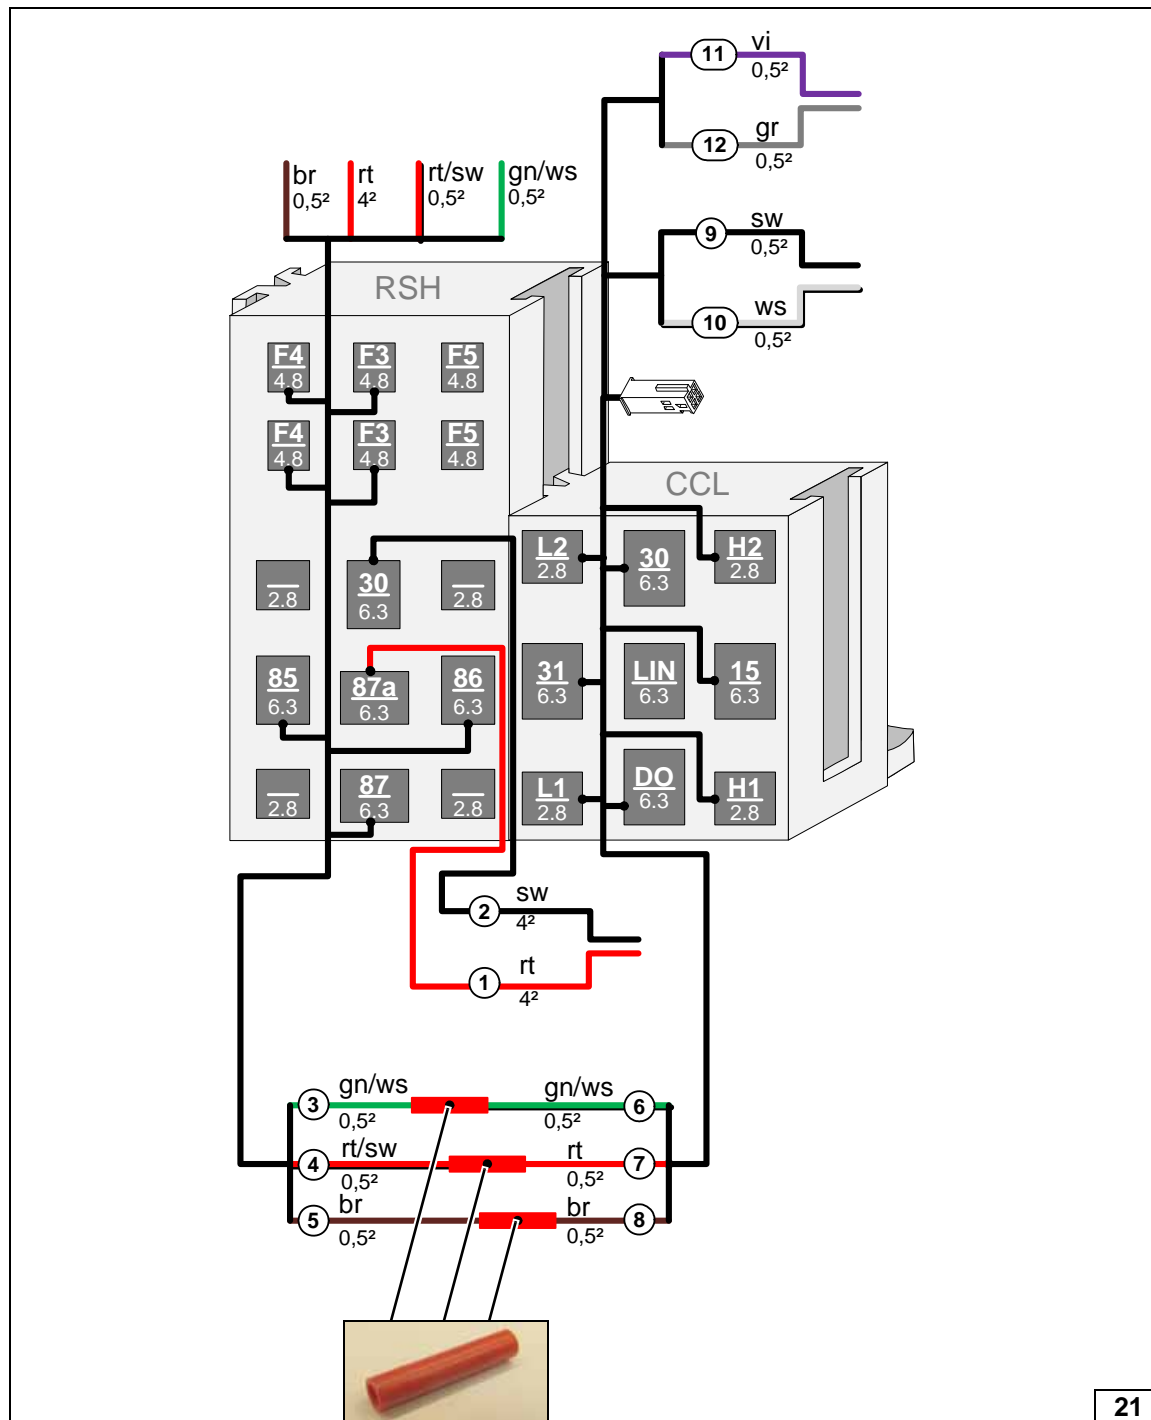 11 vi
0,5²
12 gr
0,5²
br rt rt/sw gn/ws
0,5² 4² 0,5² 0,5²
9 sw
0,5²
10 ws
0,5²
RSH
F4 F3 F5
4.8 4.8 4.8
F4 F3 F5
4.8 4.8 4.8
CCL
L2 30 H2
2.8 6.3 2.8
30
2.8 6.3 2.8
31 LIN 15
6.3 6.3 6.3
85 87a 86
6.3 6.3 6.3
L1 DO H1
2.8 6.3 2.8
87
2.8 6.3 2.8
2 sw
4²
1 rt
4²
3 gn/ws gn/ws 6
0,5² 0,5²
4 rt/sw rt 7
0,5² 0,5²
5 br br 8
0,5² 0,5²
21